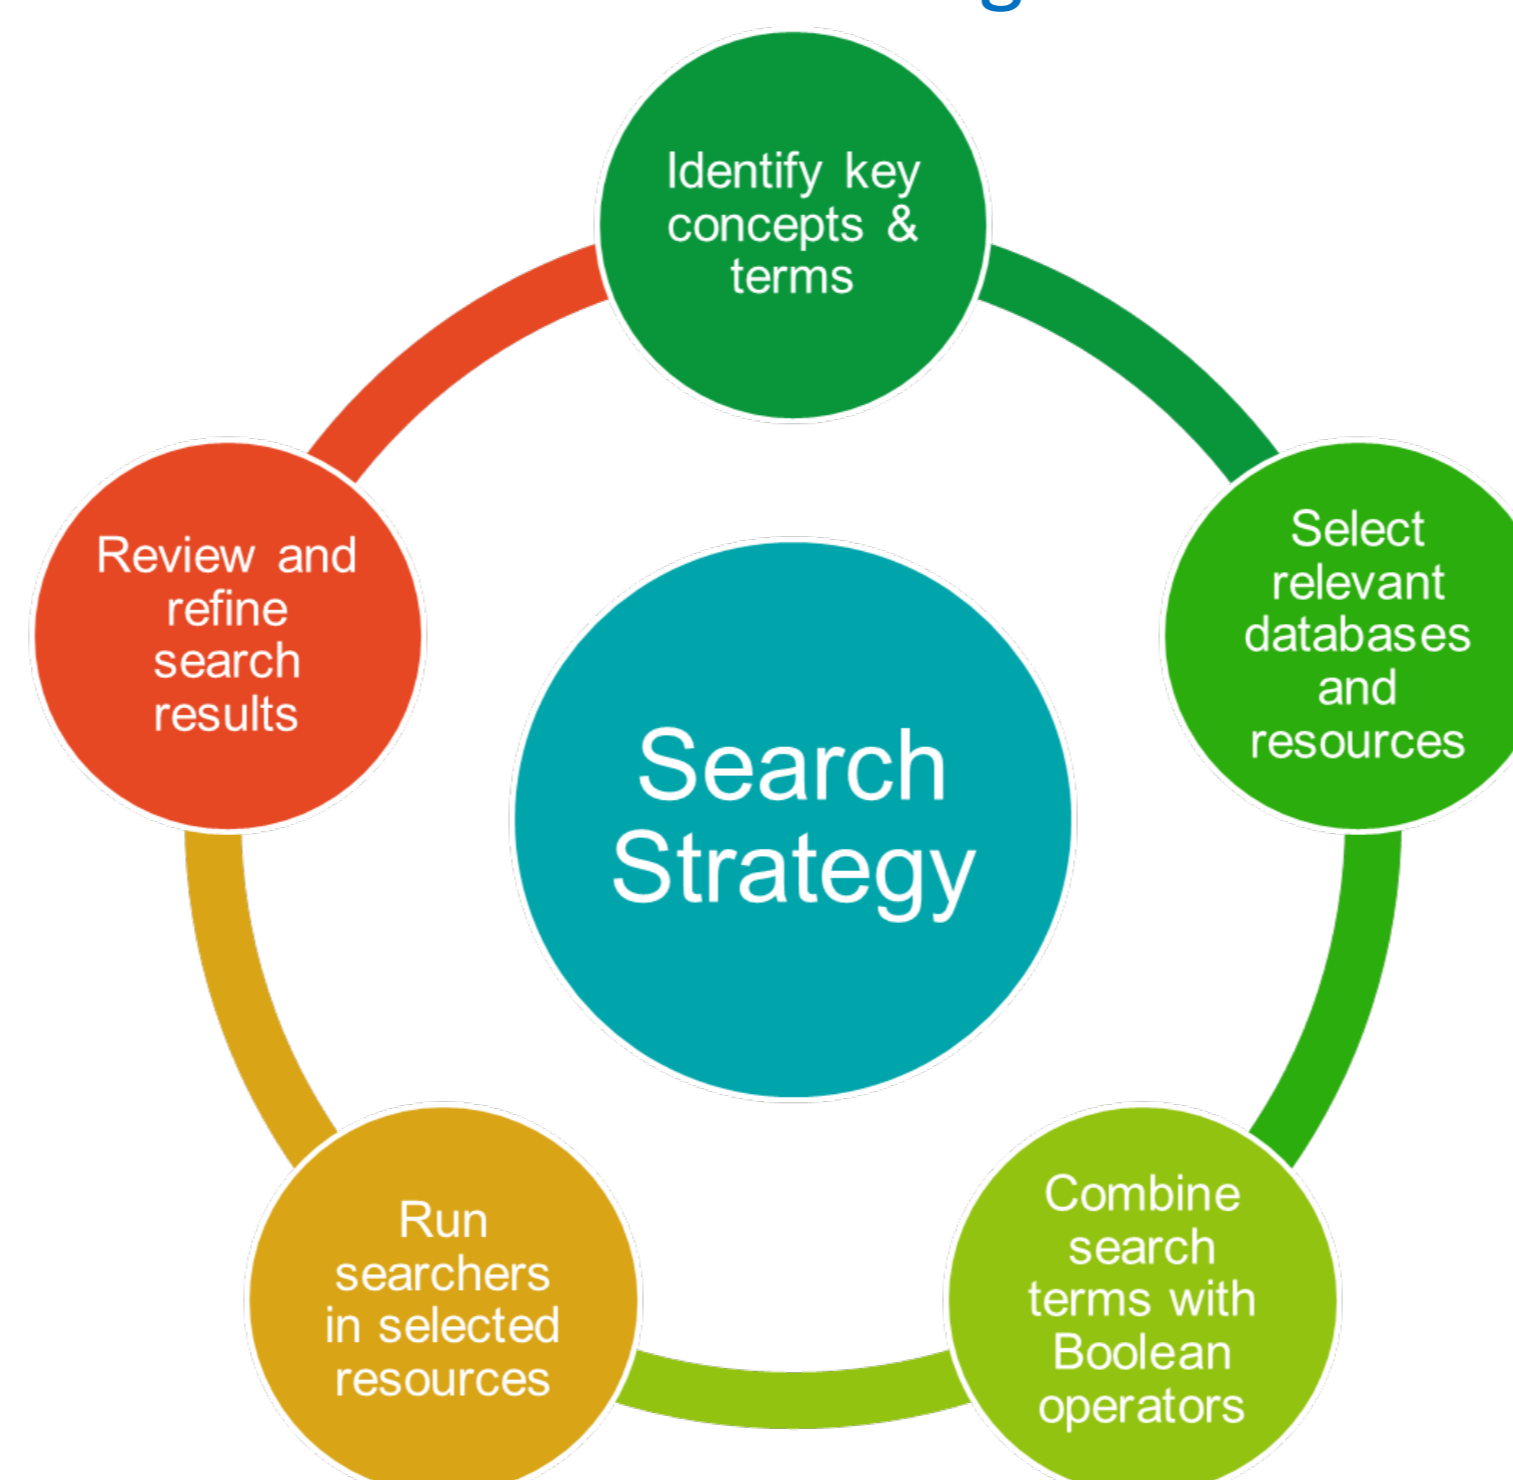 Identify key
concepts &
terms
Select
relevant
databases
and
resources
Combine
search
terms with
Boolean
operators
Run
searchers
in selected
resources
Review and
refine
search
results
Search
Strategy